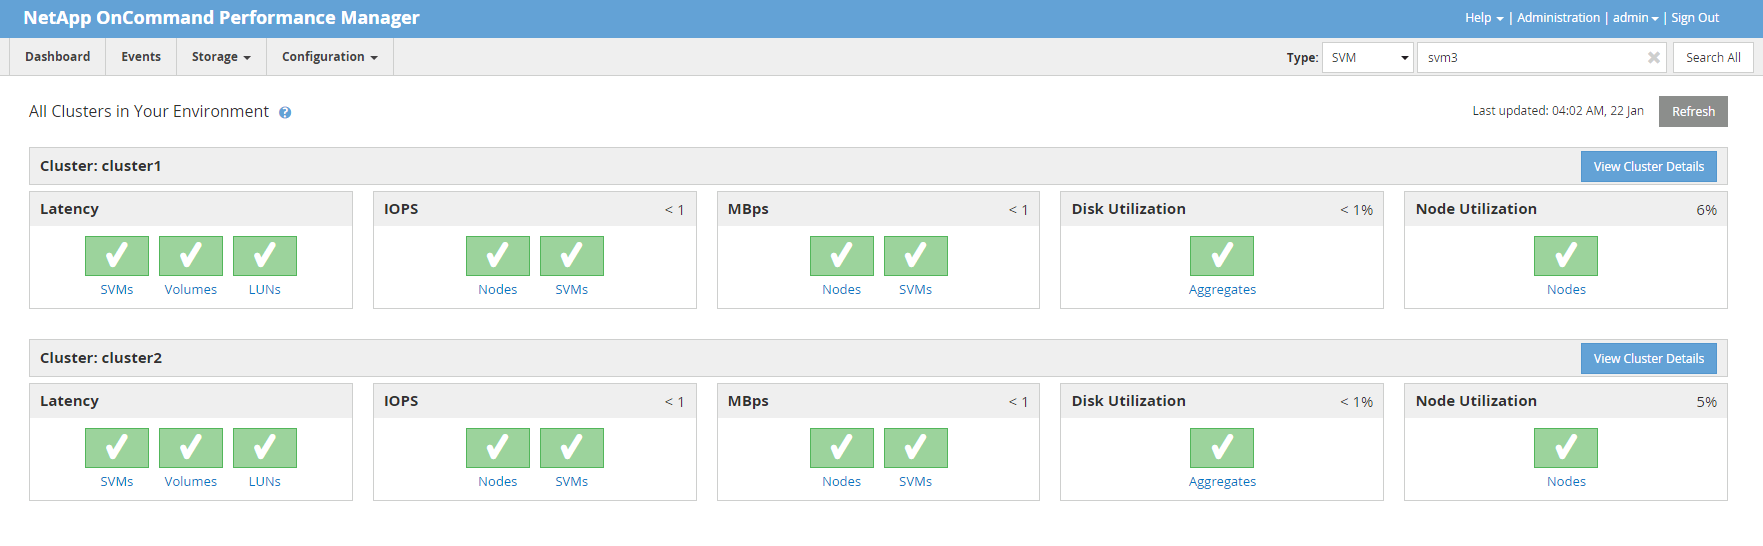 NetApp OnCommand Performance Manager
Help | Administration | admin | Sign Out
Dashboard Events Storage Configuration Type: SVM svm3 Search All
All Clusters in Your Environment ? Last updated: 04:02 AM, 22 Jan Refresh
Cluster: cluster1 View Cluster Details
Latency IOPS < 1 MBps < 1 Disk Utilization < 1% Node Utilization 6%
SVMs Volumes LUNs Nodes SVMs Nodes SVMs Aggregates Nodes
Cluster: cluster2 View Cluster Details
Latency IOPS < 1 MBps < 1 Disk Utilization < 1% Node Utilization 5%
SVMs Volumes LUNs Nodes SVMs Nodes SVMs Aggregates Nodes